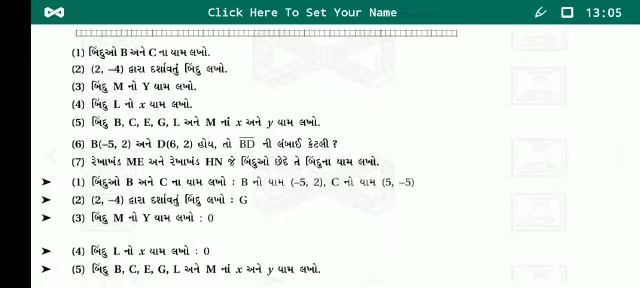 Click Here To Set Your Name 13:05
(1) બિંદુઓ B અને C ના યામ લખો.
(2) (2, –4) દ્વારા દર્શાવતું બિંદુ લખો.
(3) બિંદુ M નો Y યામ લખો.
(4) બિંદુ L નો x યામ લખો.
(5) બિંદુ B, C, E, G, L અને M નાં x અને y યામ લખો.
(6) B(–5, 2) અને D(6, 2) હોય, તો BD ની લંબાઈ કેટલી ?
(7) રેખાખંડ ME અને રેખાખંડ HN જે બિંદુઓ છેદે તે બિંદુના યામ લખો.
➤ (1) બિંદુઓ B અને C ના યામ લખો : B નો યામ (–5, 2), C નો યામ (5, –5)
➤ (2) (2, –4) દ્વારા દર્શાવતું બિંદુ લખો : G
➤ (3) બિંદુ M નો Y યામ લખો : 0
➤ (4) બિંદુ L નો x યામ લખો : 0
➤ (5) બિંદુ B, C, E, G, L અને M નાં x અને y યામ લખો.